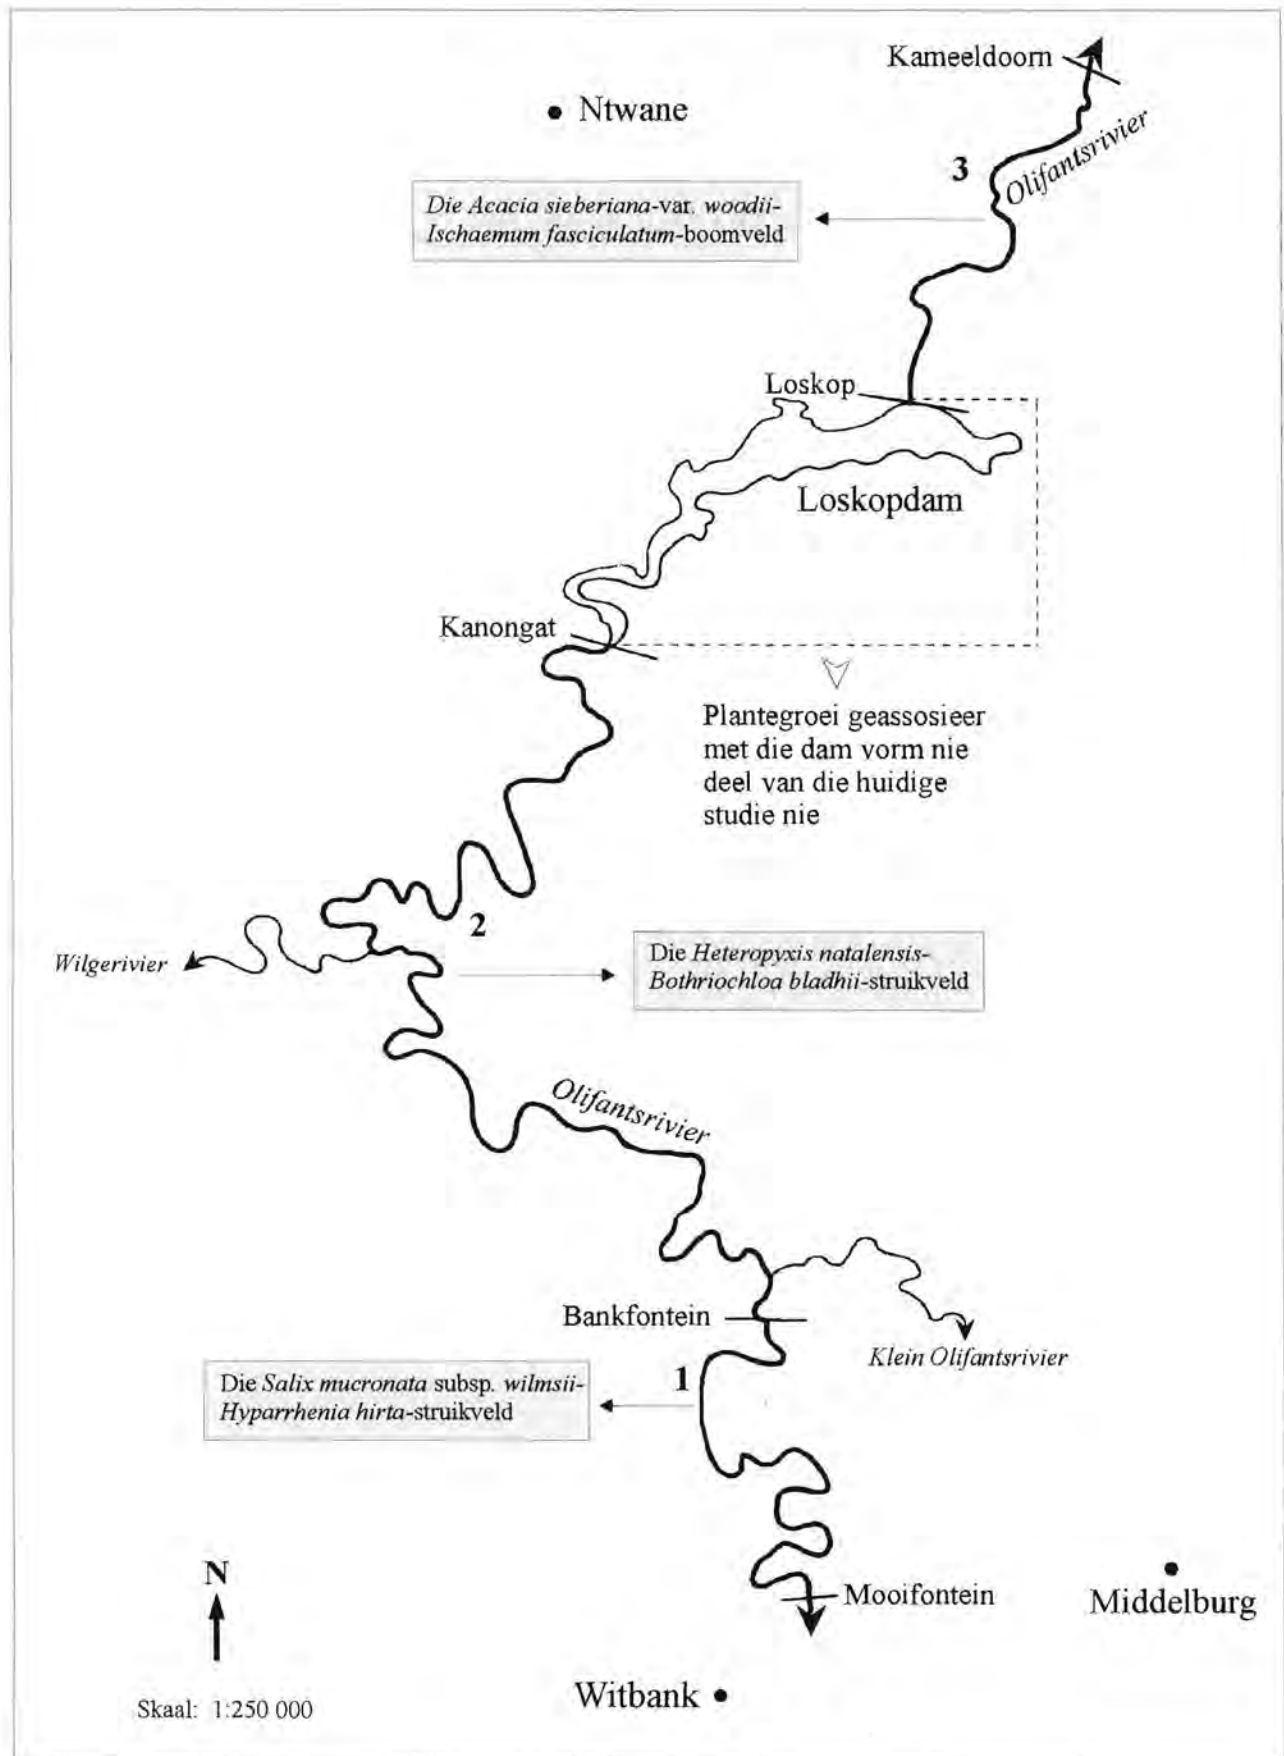 Kameeldoorn
Ntwane
3
Olifantsrivier
Die Acacia sieberiana-var. woodii-
Ischaemum fasciculatum-boomveld
Loskop
Loskopdam
Kanongat
Plantegroei geassosieer
met die dam vorm nie
deel van die huidige
studie nie
2
Wilgerivier
Die Heteropyxis natalensis-
Bothriochloa bladhii-struikveld
Olifantsrivier
Bankfontein
Klein Olifantsrivier
1
Die Salix mucronata subsp. wilmsii-
Hyparrhenia hirta-struikveld
N
Mooifontein
Middelburg
Witbank
Skaal: 1:250 000